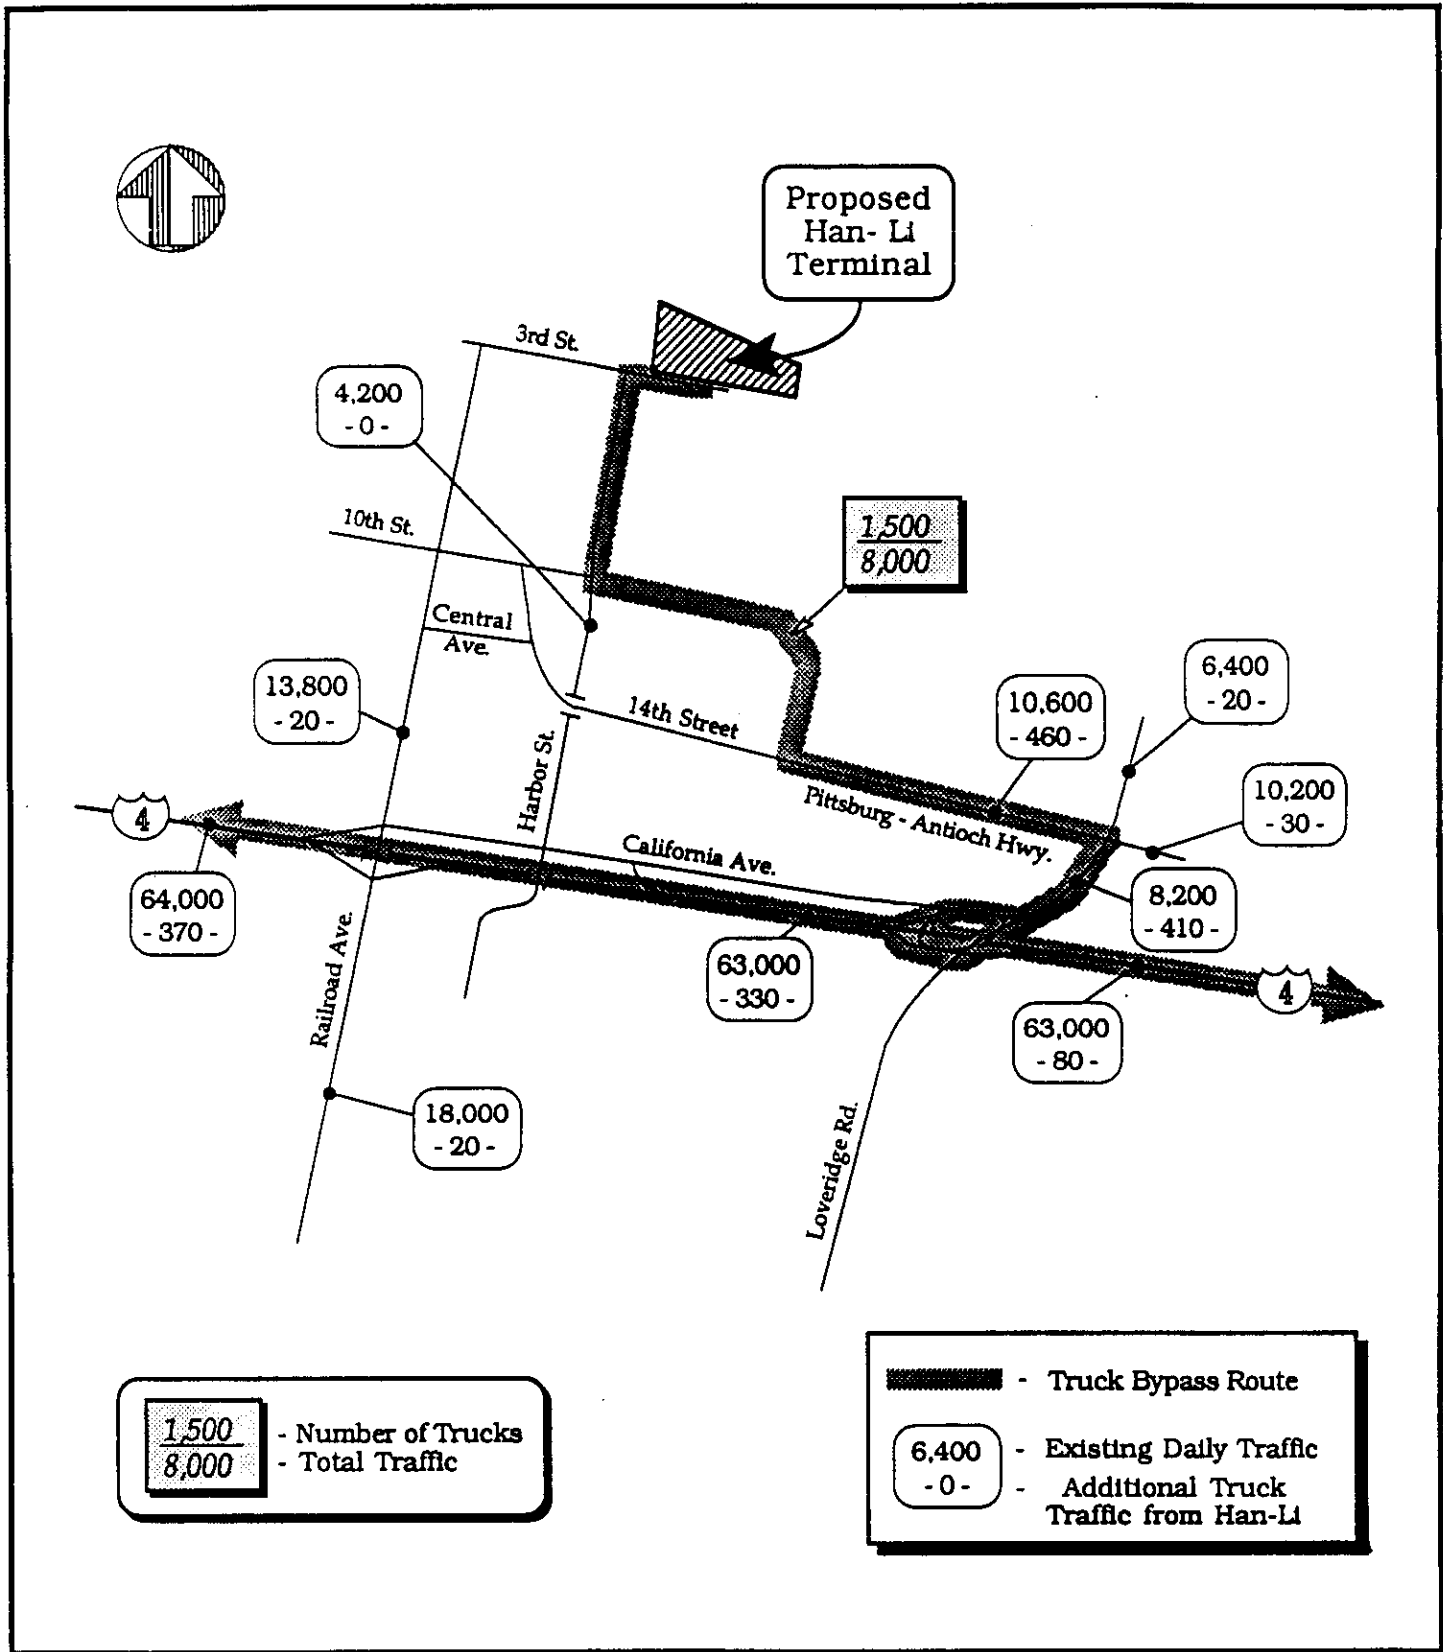 Proposed
Han- Li
Terminal
3rd St.
4,200
- 0 -
10th St.
1,500
8,000
Central
Ave.
13,800
- 20 -
14th Street
10,600
- 460 -
6,400
- 20 -
10,200
- 30 -
Harbor St.
Pittsburg - Antioch Hwy.
4
California Ave.
64,000
- 370 -
8,200
- 410 -
Railroad Ave.
63,000
- 330 -
4
63,000
- 80 -
18,000
- 20 -
Loveridge Rd.
1,500
8,000
- Number of Trucks
- Total Traffic
- Truck Bypass Route
6,400
- 0 -
- Existing Daily Traffic
- Additional Truck
Traffic from Han-Li